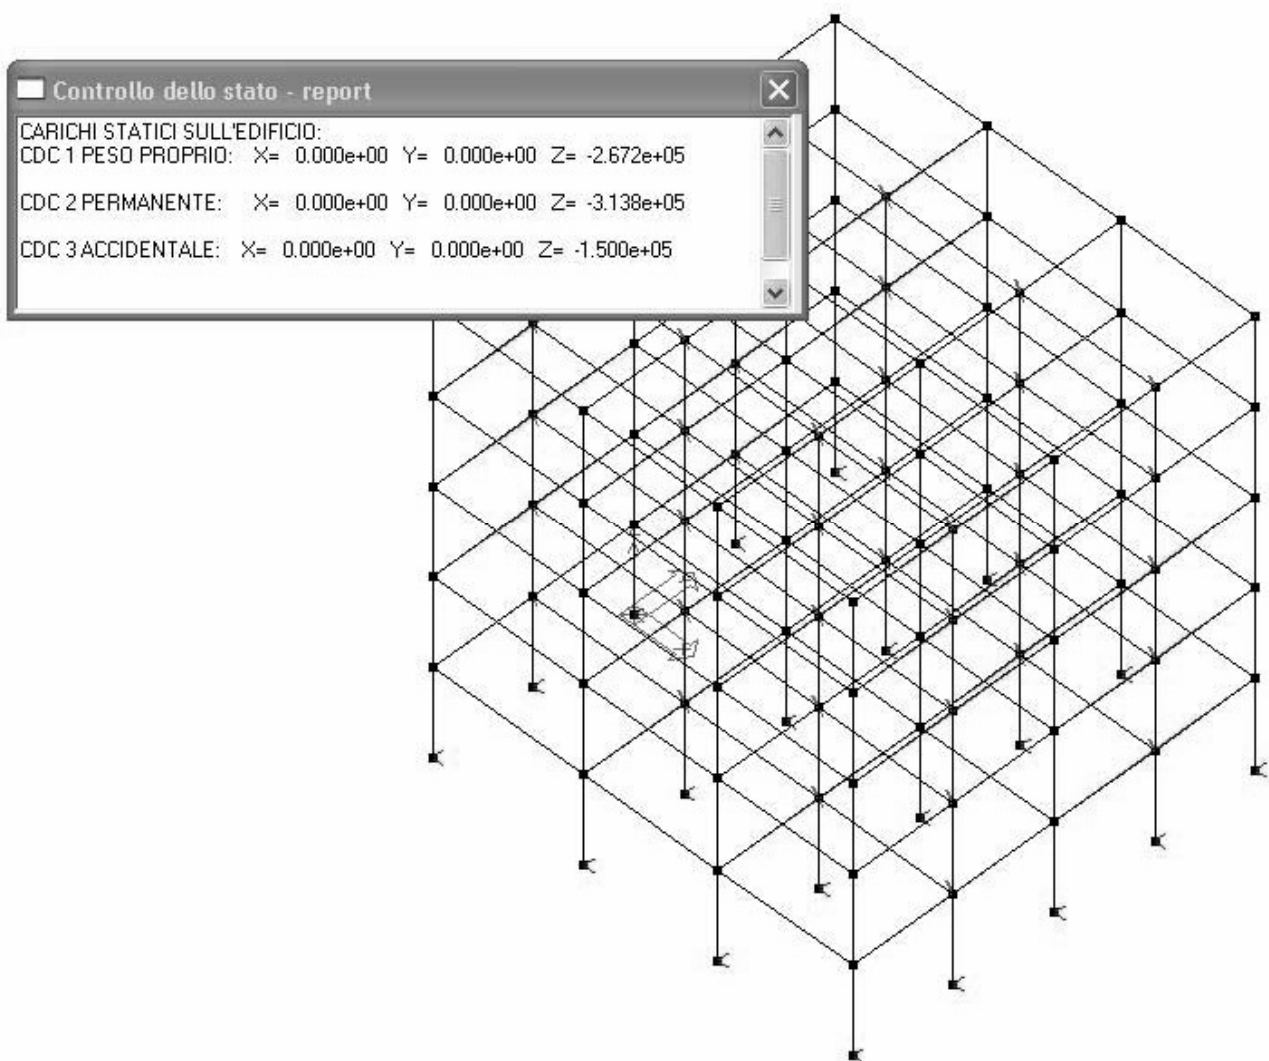 Controllo dello stato - report
CARICHI STATICI SULL'EDIFICIO:
CDC 1 PESO PROPRIO: X= 0.000e+00 Y= 0.000e+00 Z= -2.672e+05
CDC 2 PERMANENTE: X= 0.000e+00 Y= 0.000e+00 Z= -3.138e+05
CDC 3 ACCIDENTALE: X= 0.000e+00 Y= 0.000e+00 Z= -1.500e+05